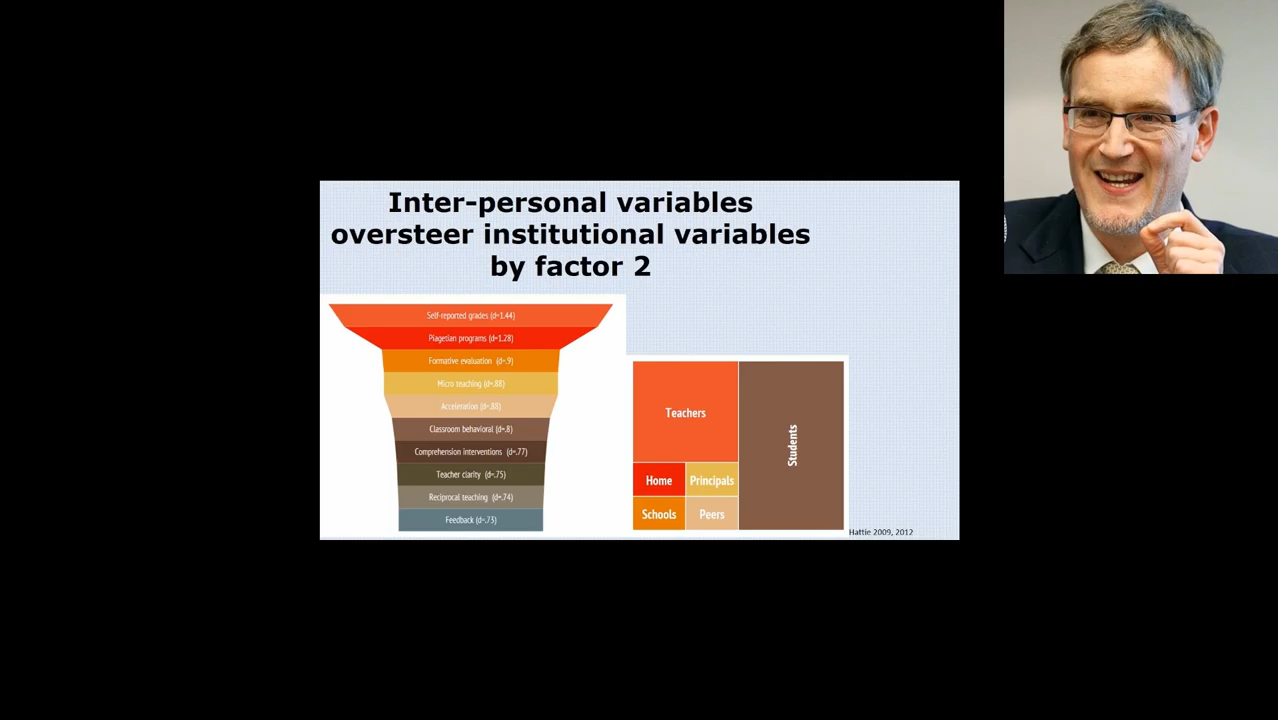 Inter-personal variables
oversteer institutional variables
by factor 2
Self-reported grades (d=1.44)
Piagetian programs (d=1.28)
Formative evaluation (d=.9)
Micro teaching (d=.88)
Acceleration (d=.88)
Classroom behavioral (d=.8)
Comprehension interventions (d=.77)
Teacher clarity (d=.75)
Reciprocal teaching (d=.74)
Feedback (d=.73)
Teachers
Home
Principals
Schools
Peers
Students
Hattie 2009, 2012